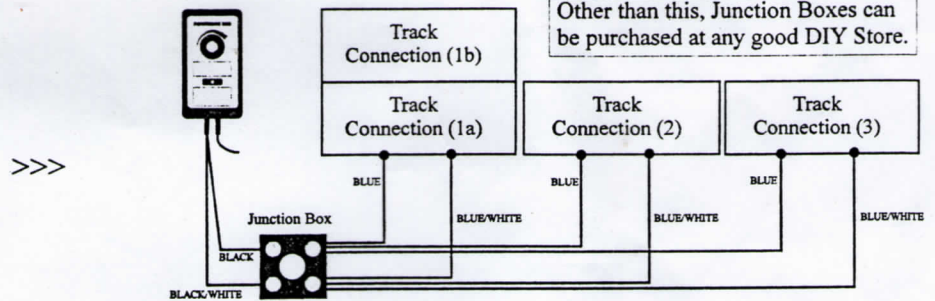 Other than this, Junction Boxes can
be purchased at any good DIY Store.
Track
Connection (1b)
Track
Connection (1a)
Track
Connection (2)
Track
Connection (3)
>>>
BLUE
BLUE/WHITE
BLUE
BLUE/WHITE
BLUE
BLUE/WHITE
Junction Box
BLACK
BLACK/WHITE